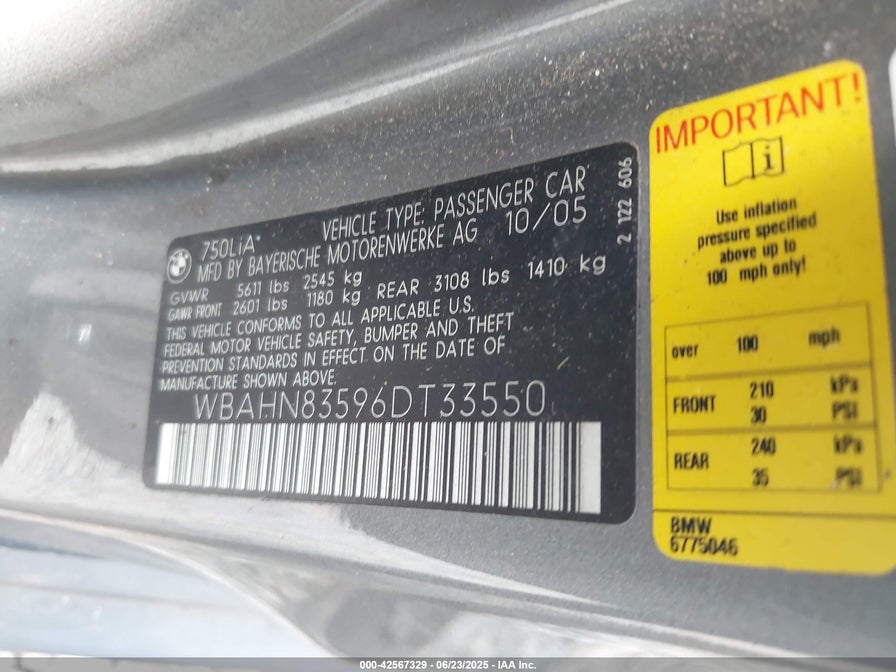 750LiA*
VEHICLE TYPE: PASSENGER CAR
MFD BY BAYERISCHE MOTORENWERKE AG 10/05
GVWR 5611 lbs 2545 kg
GAWR FRONT 2601 lbs 1180 kg REAR 3108 lbs 1410 kg
THIS VEHICLE CONFORMS TO ALL APPLICABLE U.S.
FEDERAL MOTOR VEHICLE SAFETY, BUMPER AND THEFT
PREVENTION STANDARDS IN EFFECT ON THE DATE OF
MANUFACTURE SHOWN ABOVE
WBAHN83596DT33550
2 122 606
IMPORTANT!
i
Use inflation
pressure specified
above up to
100 mph only!
over 100 mph
FRONT 210 kPa
30 PSI
REAR 240 kPa
35 PSI
BMW
6775046
000-42567329 - 06/23/2025 - IAA Inc.